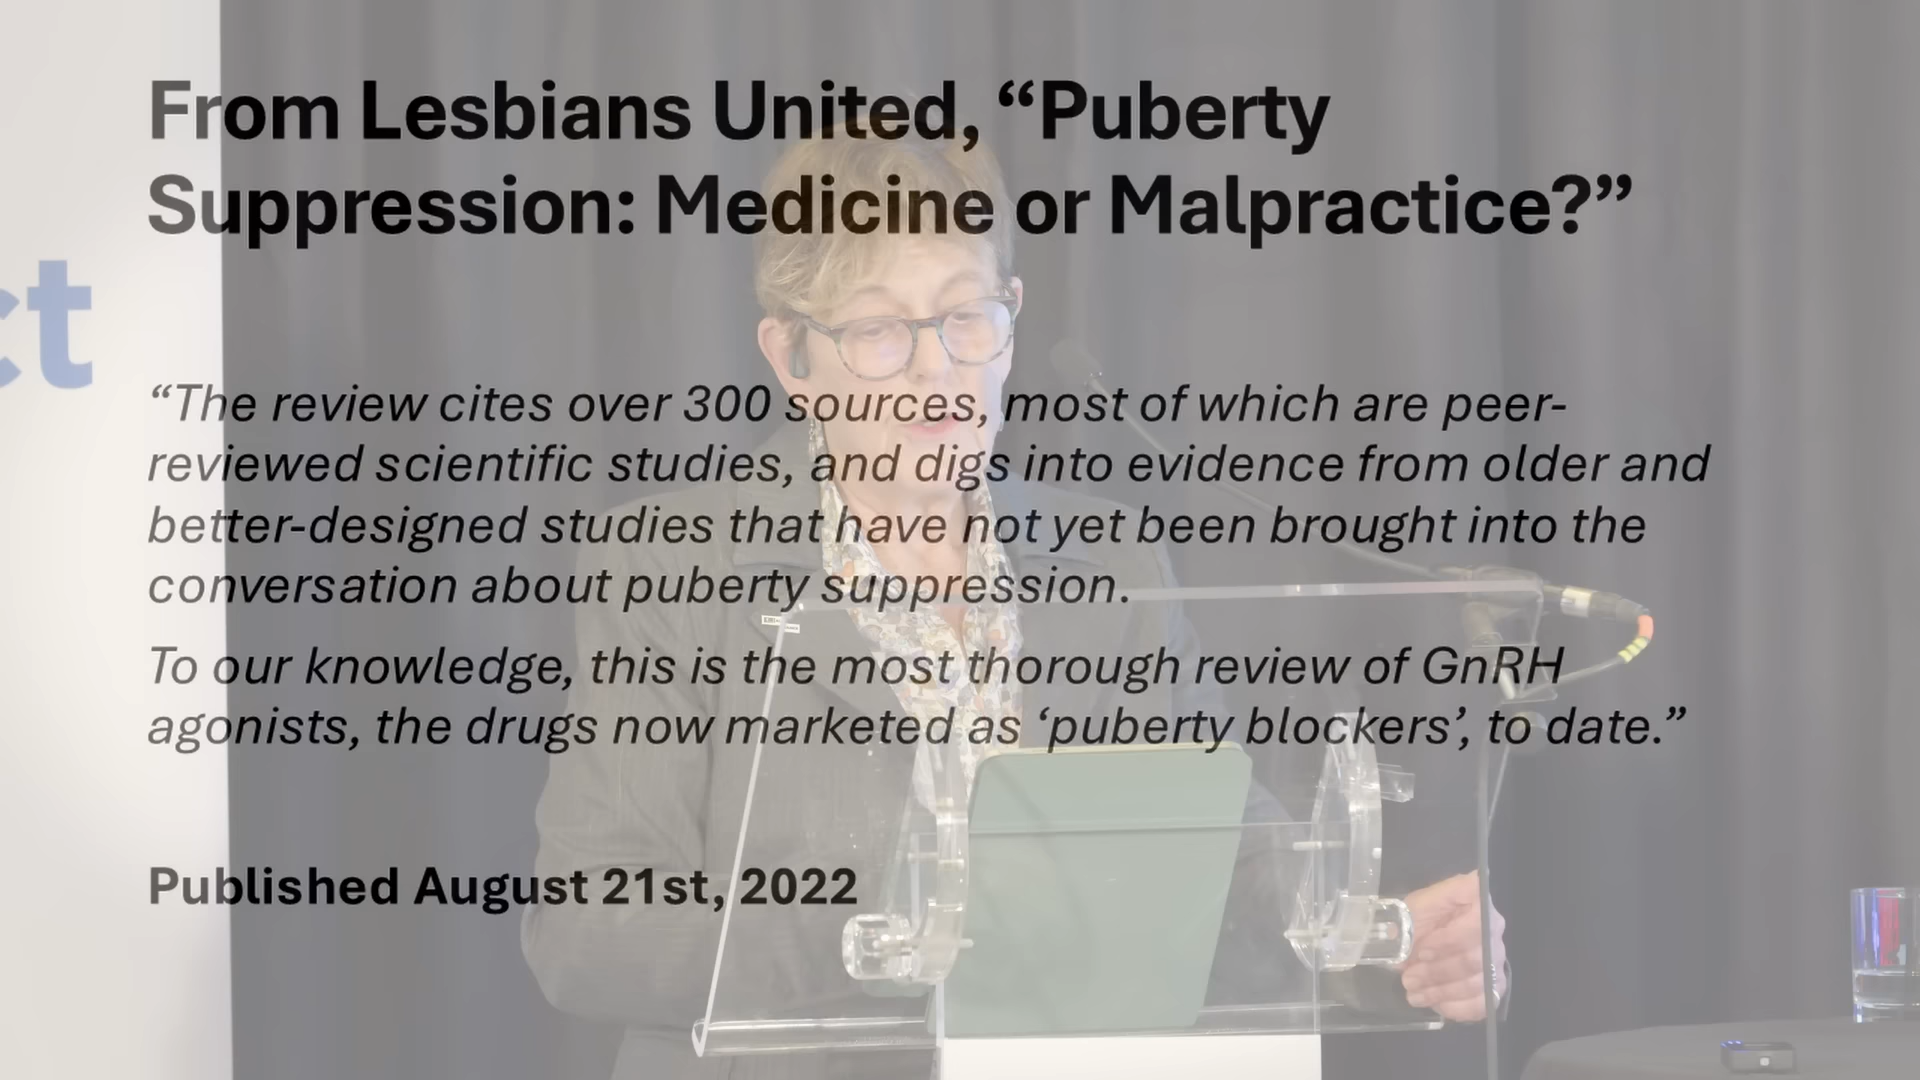 From Lesbians United, “Puberty
Suppression: Medicine or Malpractice?”
ct
“The review cites over 300 sources, most of which are peer-
reviewed scientific studies, and digs into evidence from older and
better-designed studies that have not yet been brought into the
conversation about puberty suppression.
To our knowledge, this is the most thorough review of GnRH
agonists, the drugs now marketed as ‘puberty blockers’, to date.”
Published August 21st, 2022